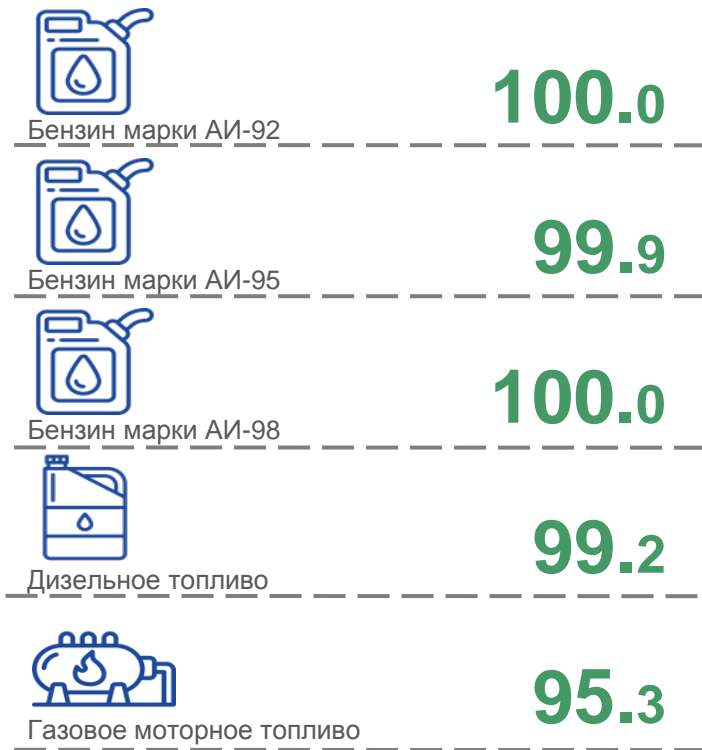 100.0
Бензин марки АИ-92
99.9
Бензин марки АИ-95
100.0
Бензин марки АИ-98
99.2
Дизельное топливо
95.3
Газовое моторное топливо